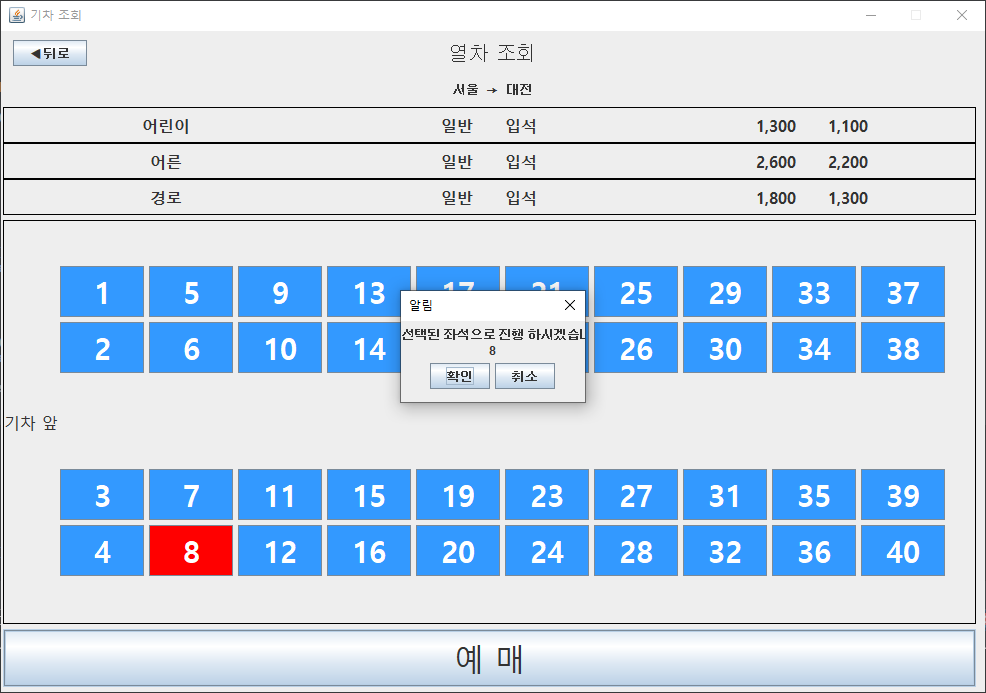 기차 조회
◀뒤로
열차 조회
서울 → 대전
어린이 일반 입석 1,300 1,100
어른 일반 입석 2,600 2,200
경로 일반 입석 1,800 1,300
1 5 9 13 17 21 25 29 33 37
2 6 10 14 26 30 34 38
알림
선택된 좌석으로 진행 하시겠습니
8
확인 취소
기차 앞
3 7 11 15 19 23 27 31 35 39
4 8 12 16 20 24 28 32 36 40
예 매